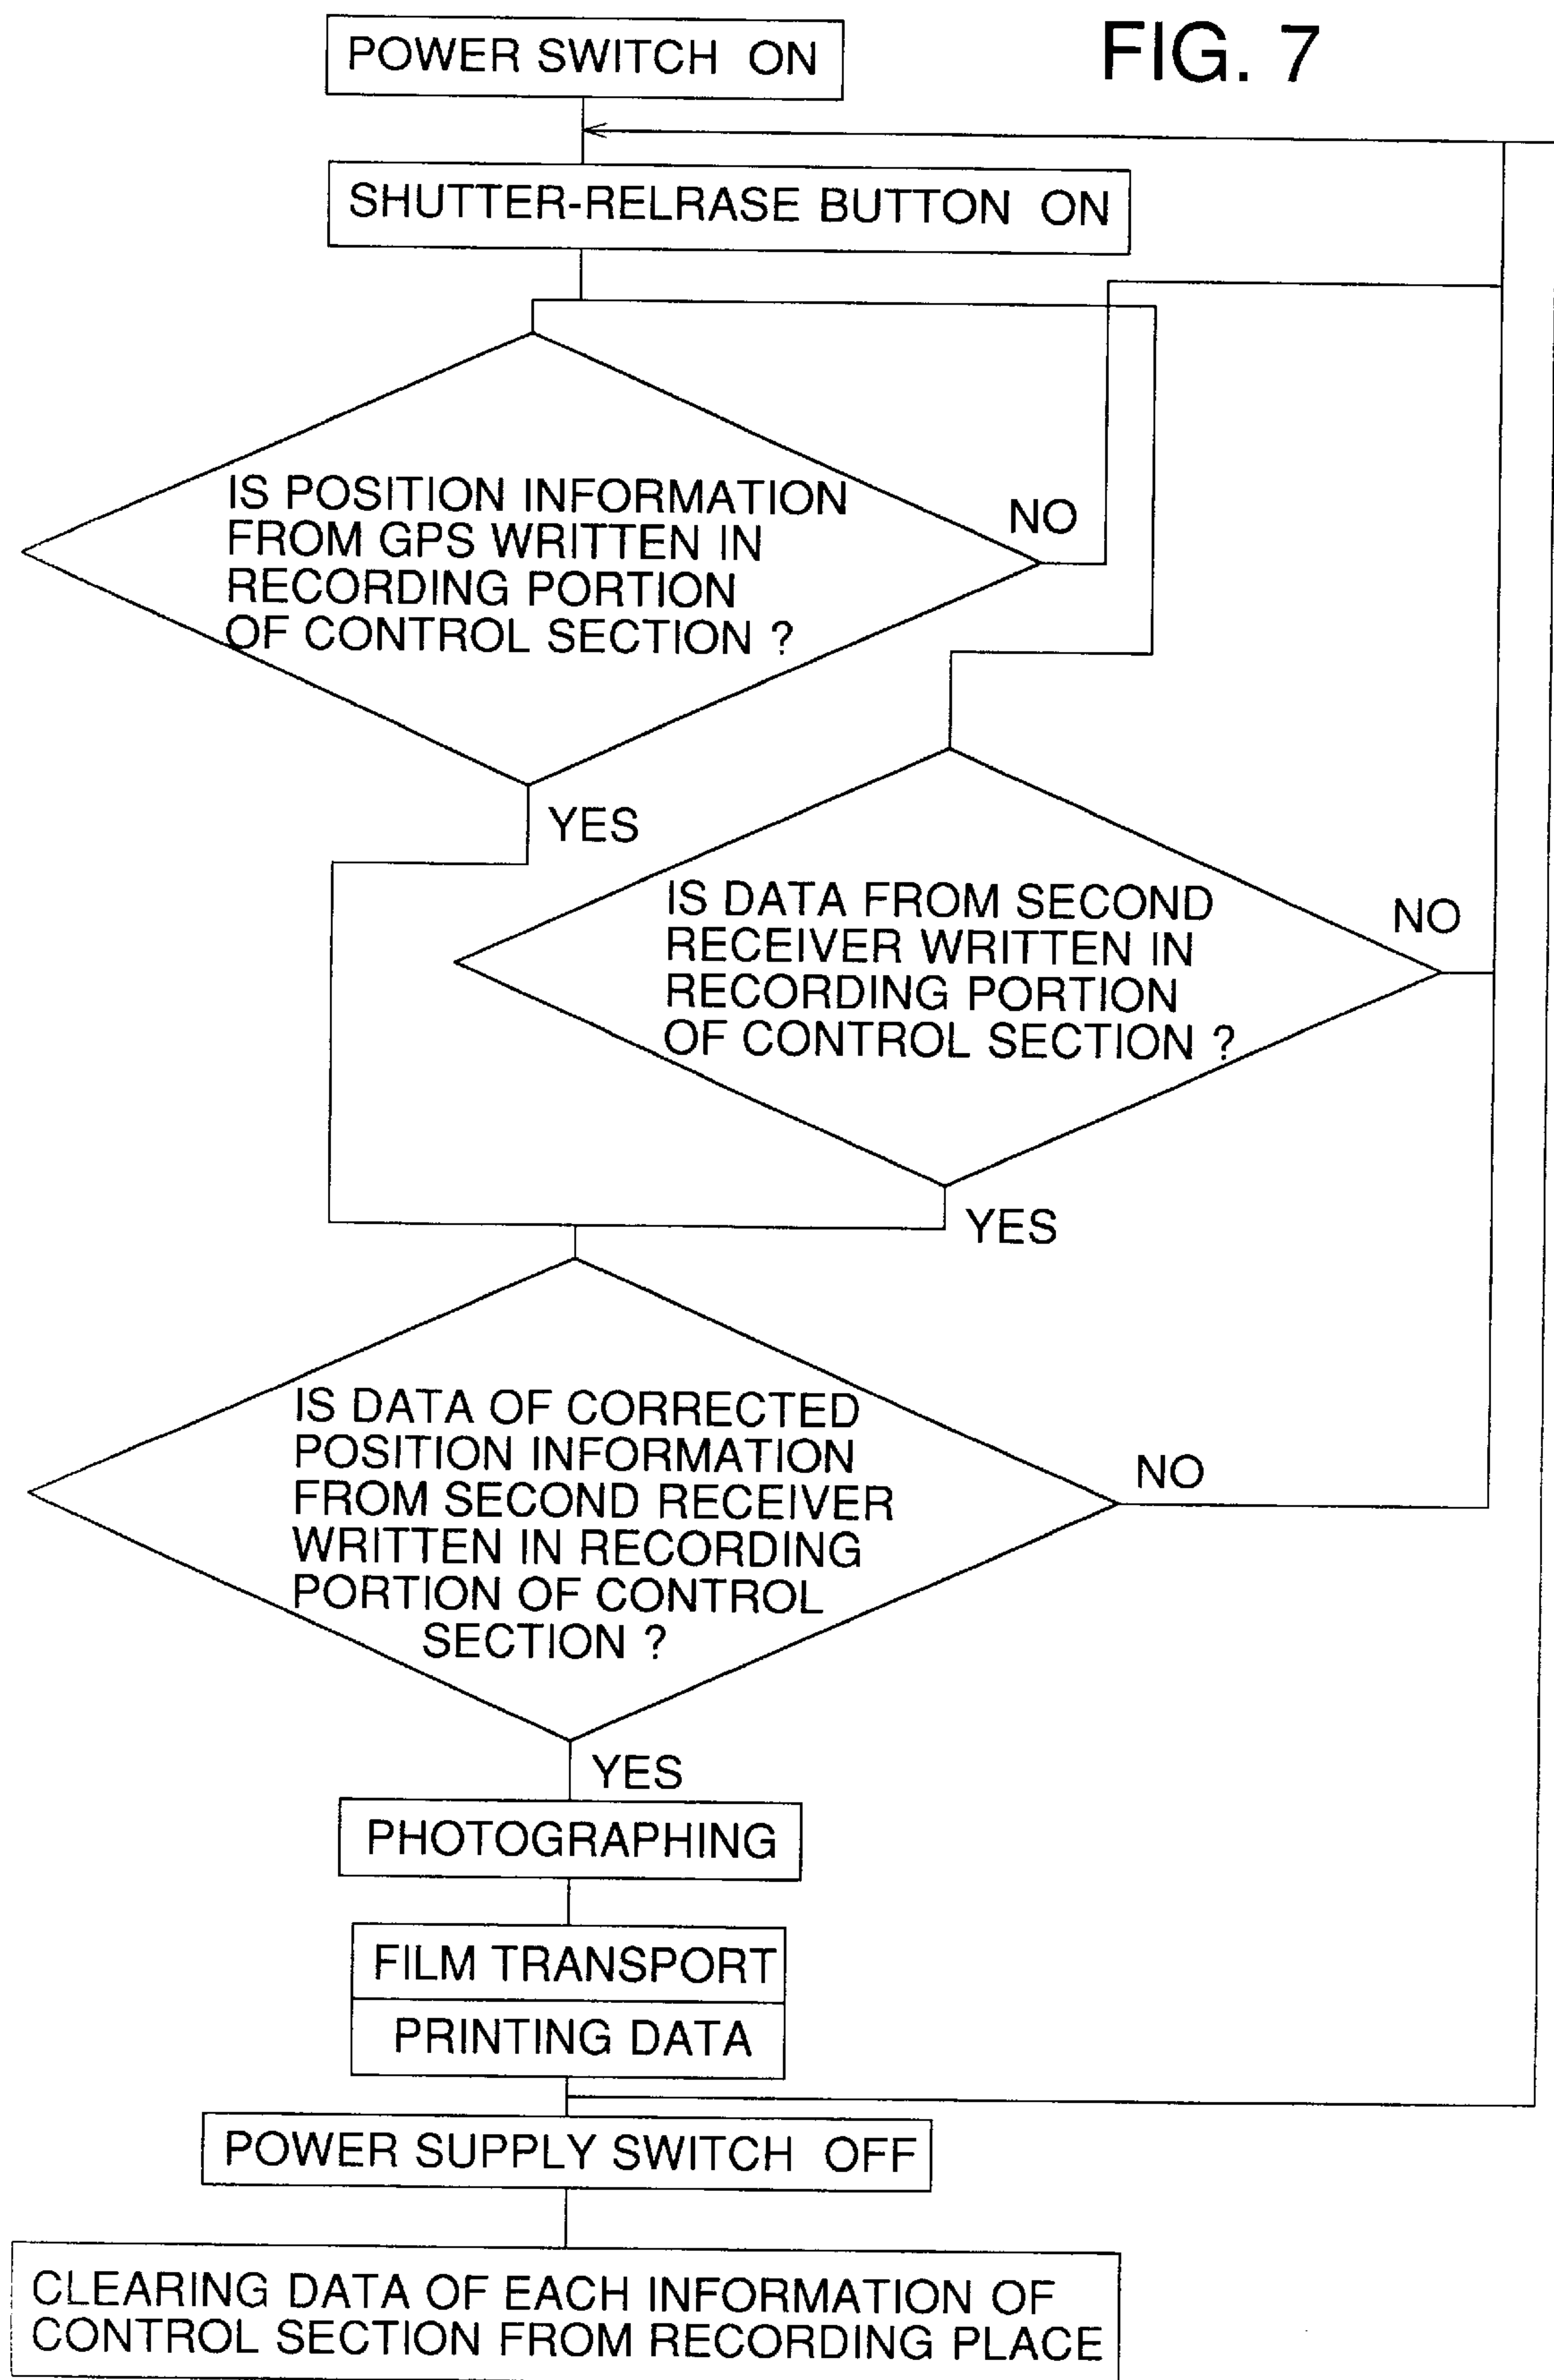 POWER SWITCH ON
FIG. 7
SHUTTER-RELRASE BUTTON ON
IS POSITION INFORMATION
FROM GPS WRITTEN IN
RECORDING PORTION
OF CONTROL SECTION ?
NO
YES
IS DATA FROM SECOND
RECEIVER WRITTEN IN
RECORDING PORTION
OF CONTROL SECTION ?
NO
YES
IS DATA OF CORRECTED
POSITION INFORMATION
FROM SECOND RECEIVER
WRITTEN IN RECORDING
PORTION OF CONTROL
SECTION ?
NO
YES
PHOTOGRAPHING
FILM TRANSPORT
PRINTING DATA
POWER SUPPLY SWITCH OFF
CLEARING DATA OF EACH INFORMATION OF
CONTROL SECTION FROM RECORDING PLACE